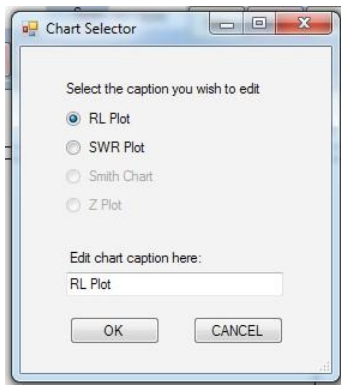 Chart Selector
Select the caption you wish to edit
RL Plot
SWR Plot
Smith Chart
Z Plot
Edit chart caption here:
RL Plot
OK CANCEL